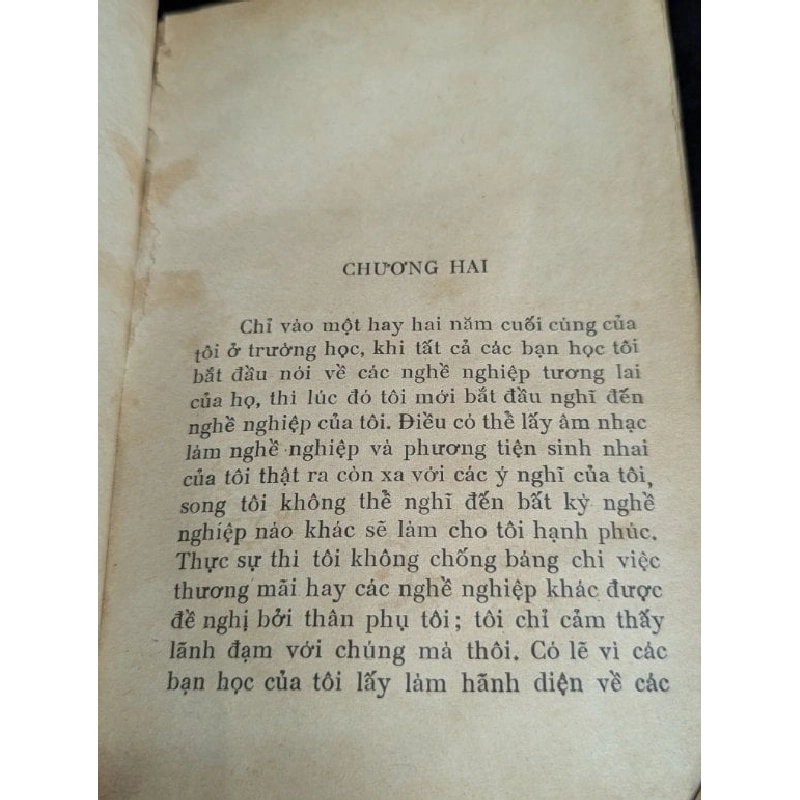 CHƯƠNG HAI
Chỉ vào một hay hai năm cuối cùng của
tôi ở trường học, khi tất cả các bạn học tôi
bắt đầu nói về các nghề nghiệp tương lai
của họ, thì lúc đó tôi mới bắt đầu nghĩ đến
nghề nghiệp của tôi. Điều có thể lấy âm nhạc
làm nghề nghiệp và phương tiện sinh nhai
của tôi thật ra còn xa với các ý nghĩ của tôi,
song tôi không thể nghĩ đến bất kỳ nghề
nghiệp nào khác sẽ làm cho tôi hạnh phúc.
Thực sự thì tôi không chống báng chi việc
thương mãi hay các nghề nghiệp khác được
đề nghị bởi thân phụ tôi; tôi chỉ cảm thấy
lãnh đạm với chúng mà thôi. Có lẽ vì các
bạn học của tôi lấy làm hãnh diện về các